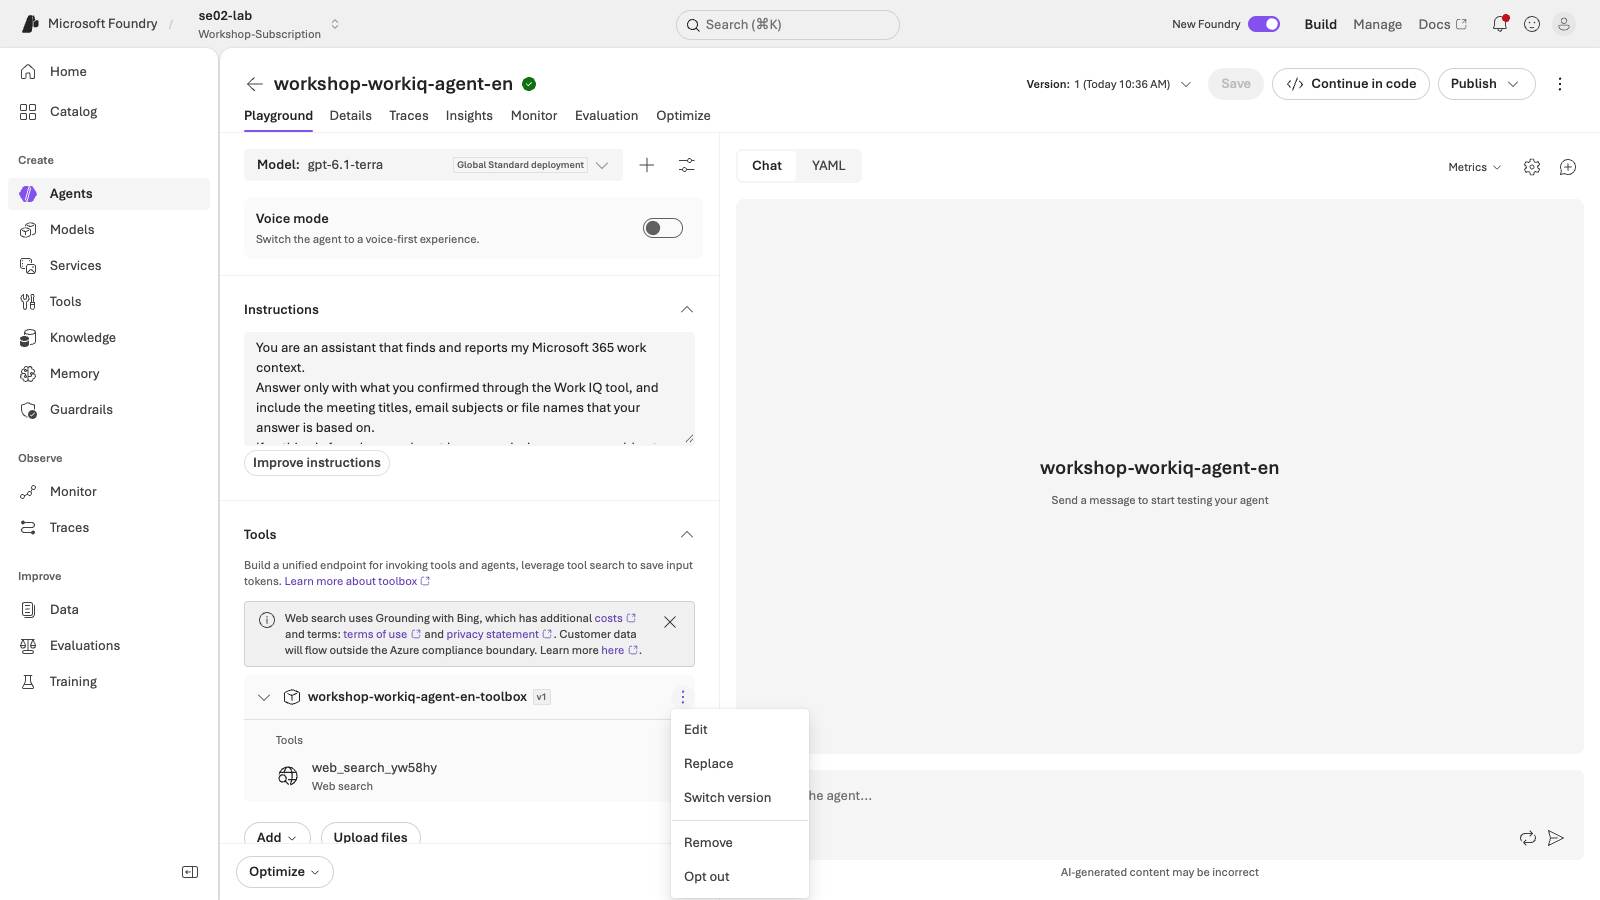 Microsoft Foundry
/
se02-lab
Workshop-Subscription
Search (⌘K)
New Foundry
Build
Manage
Docs
Home
Catalog
Create
Agents
Models
Services
Tools
Knowledge
Memory
Guardrails
Observe
Monitor
Traces
Improve
Data
Evaluations
Training
workshop-workiq-agent-en
Version: 1 (Today 10:36 AM)
Save
Continue in code
Publish
Playground
Details
Traces
Insights
Monitor
Evaluation
Optimize
Model: gpt-6.1-terra
Global Standard deployment
Voice mode
Switch the agent to a voice-first experience.
Instructions
You are an assistant that finds and reports my Microsoft 365 work
context.
Answer only with what you confirmed through the Work IQ tool, and
include the meeting titles, email subjects or file names that your
answer is based on.
Improve instructions
Tools
Build a unified endpoint for invoking tools and agents, leverage tool search to save input
tokens. Learn more about toolbox
Web search uses Grounding with Bing, which has additional costs
and terms: terms of use and privacy statement. Customer data
will flow outside the Azure compliance boundary. Learn more here.
workshop-workiq-agent-en-toolbox v1
Tools
web_search_yw58hy
Web search
Add
Upload files
Optimize
Edit
Replace
Switch version
Remove
Opt out
Chat
YAML
Metrics
workshop-workiq-agent-en
Send a message to start testing your agent
he agent...
AI-generated content may be incorrect